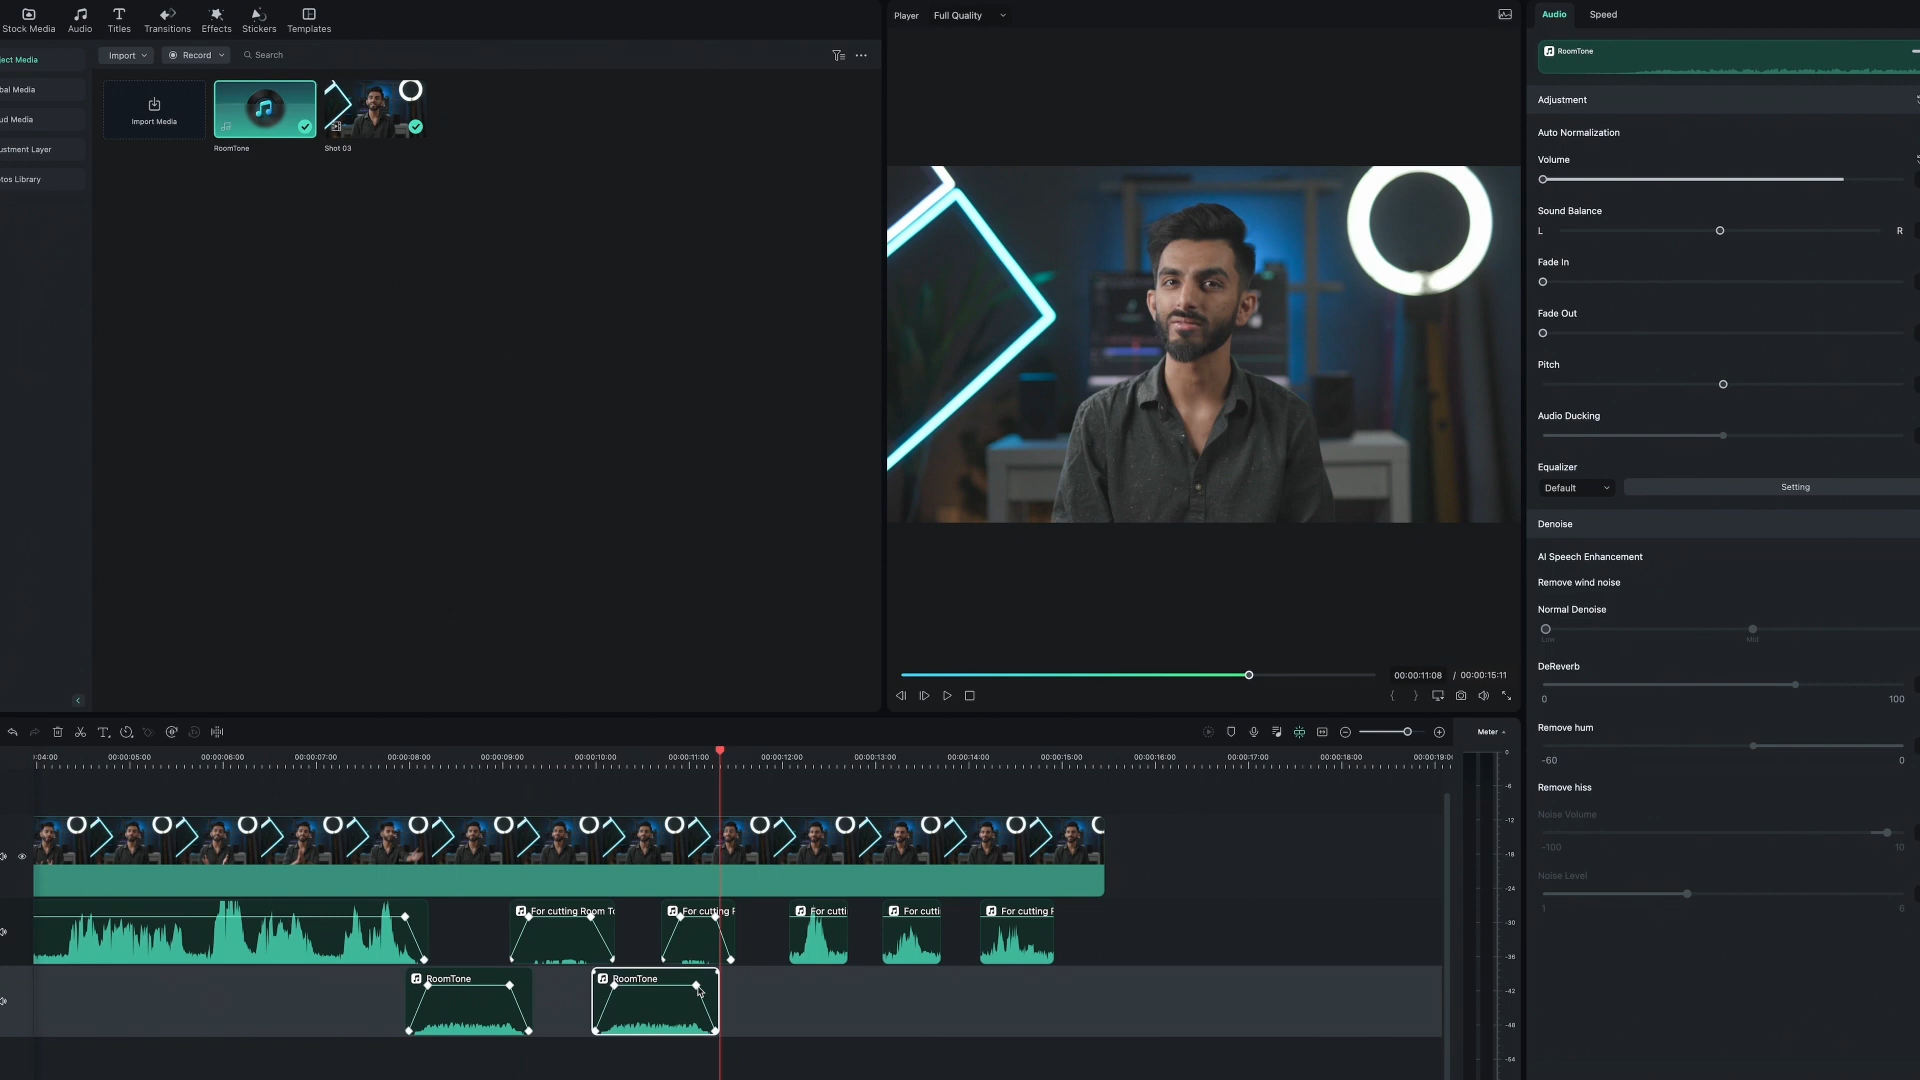 Stock Media
Audio
Titles
Transitions
Effects
Stickers
Templates
ject Media
bal Media
ud Media
ustment Layer
tos Library
Import
Record
Search
Import Media
RoomTone
Shot 03
Player
Full Quality
00:00:11:08 / 00:00:15:11
Audio
Speed
RoomTone
Adjustment
Auto Normalization
Volume
Sound Balance
L
R
Fade In
Fade Out
Pitch
Audio Ducking
Equalizer
Default
Setting
Denoise
AI Speech Enhancement
Remove wind noise
Normal Denoise
Low
Mid
DeReverb
0
100
Remove hum
-60
0
Remove hiss
Noise Volume
-100
10
Noise Level
1
6
Meter
:04:00
00:00:05:00
00:00:06:00
00:00:07:00
00:00:08:00
00:00:09:00
00:00:10:00
00:00:11:00
00:00:12:00
00:00:13:00
00:00:14:00
00:00:15:00
00:00:16:00
00:00:17:00
00:00:18:00
00:00:19:0
For cutting Room To
For cutting F
For cutti
For cutti
For cutting F
RoomTone
RoomTone
0
-6
-12
-18
-24
-30
-36
-42
-48
-54